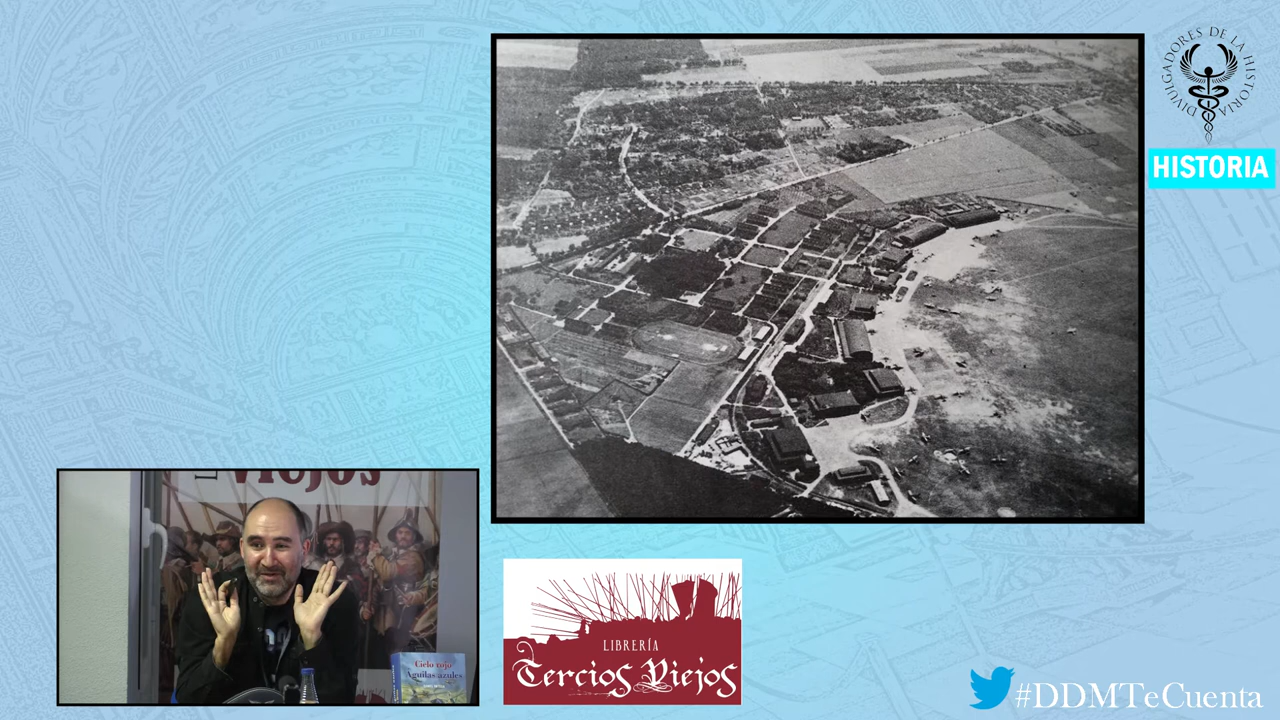 DIVULGADORES DE LA HISTORIA
HISTORIA
VIEJOS
Cielo rojo
Águilas azules
LIBRERÍA
Tercios Viejos
#DDMTeCuenta